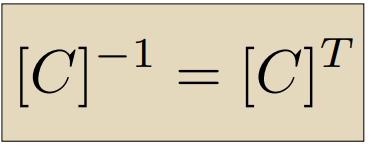 [C]⁻¹ = [C]ᵀ